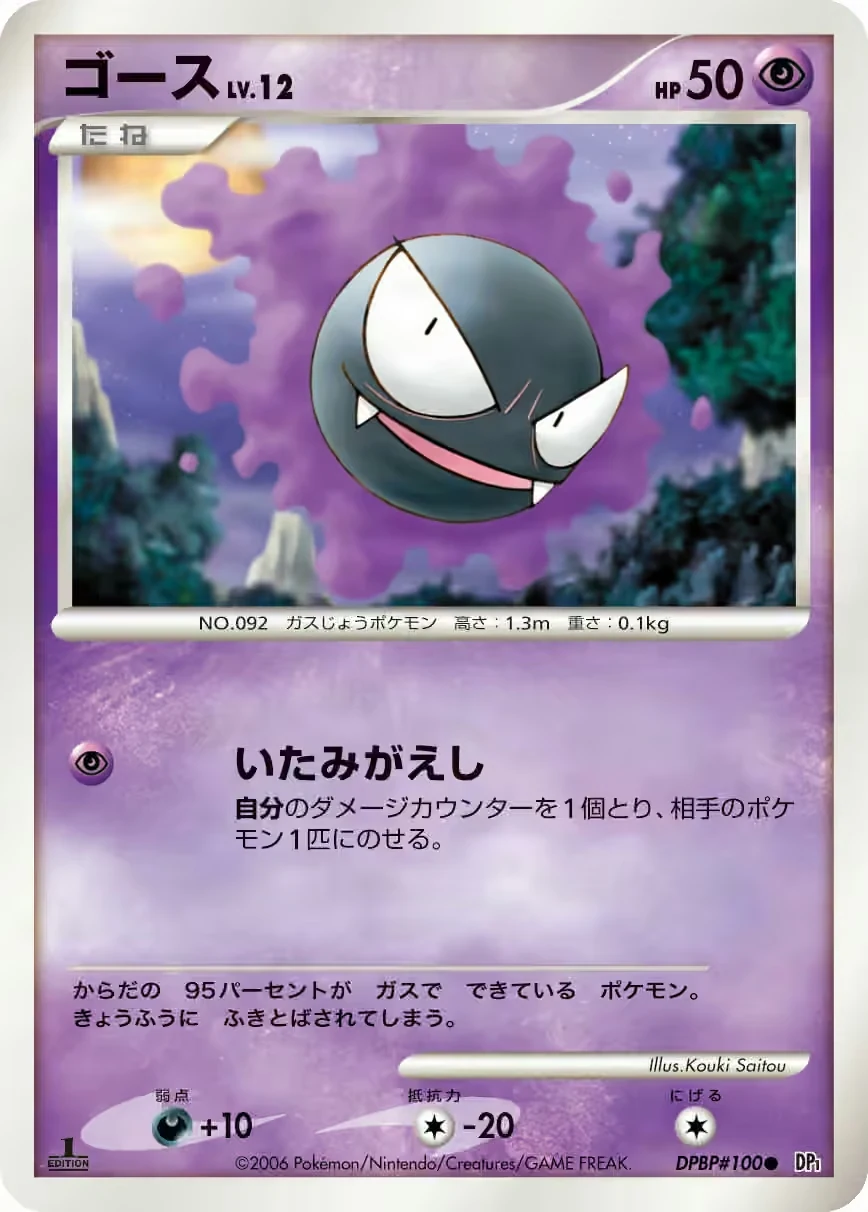 ゴース LV.12 HP 50
たね
NO.092 ガスじょうポケモン 高さ：1.3m 重さ：0.1kg
いたみがえし
自分のダメージカウンターを1個とり、相手のポケ
モン1匹にのせる。
からだの 95パーセントが ガスで できている ポケモン。
きょうふうに ふきとばされてしまう。
Illus.Kouki Saitou
弱点 抵抗力 にげる
+10 -20
1
EDITION
©2006 Pokémon/Nintendo/Creatures/GAME FREAK. DPBP#100● DP1